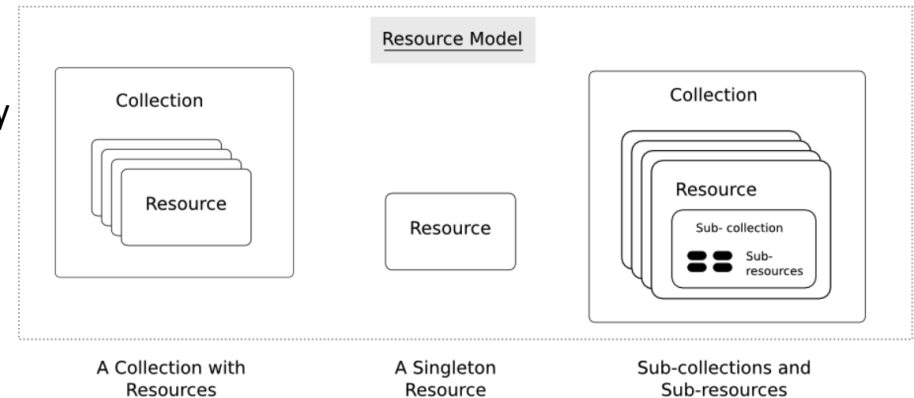 Resource Model
y
Collection
Resource
Resource
Collection
Resource
Sub- collection
Sub-
resources
A Collection with
Resources
A Singleton
Resource
Sub-collections and
Sub-resources